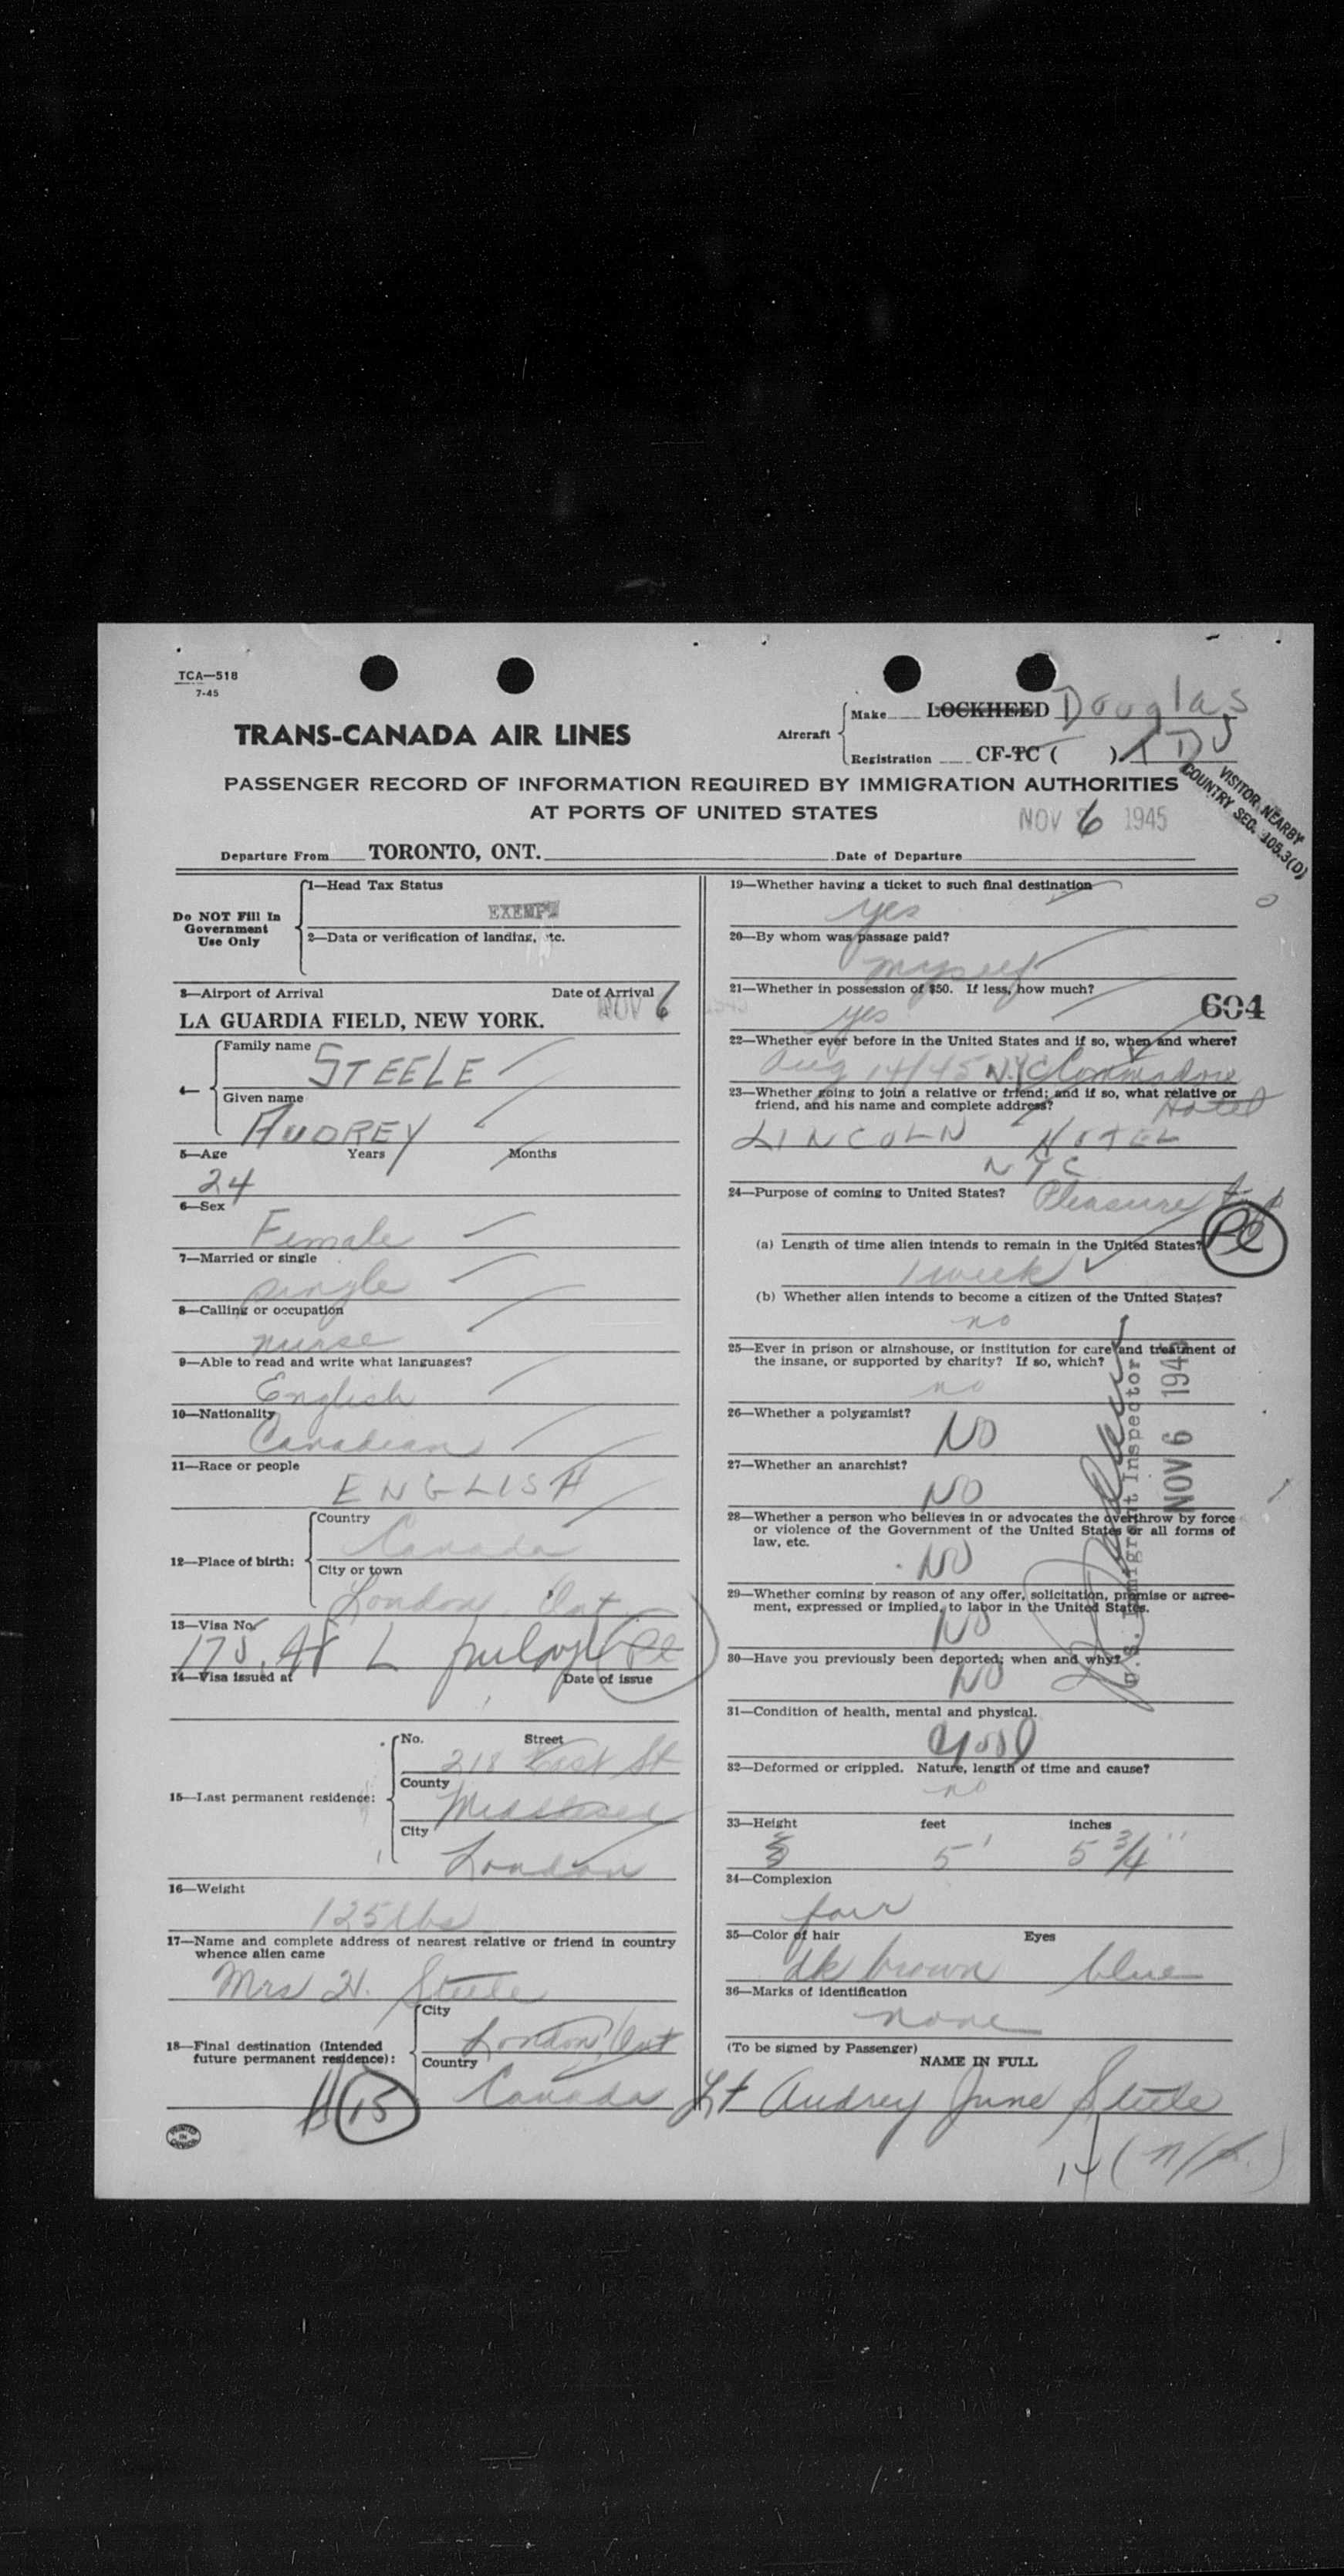 TCA—518
7-45
TRANS-CANADA AIR LINES
Aircraft
Make LOCKHEED Douglas
Registration CF-TC ( )
PASSENGER RECORD OF INFORMATION REQUIRED BY IMMIGRATION AUTHORITIES
AT PORTS OF UNITED STATES
NOV 6 1945
VISITOR NEARBY
COUNTRY SEC. 105.3(D)
Departure From TORONTO, ONT.
Date of Departure
Do NOT Fill In
Government
Use Only
1—Head Tax Status
EXEMPT
2—Data or verification of landing, etc.
3—Airport of Arrival Date of Arrival
NOV 6
LA GUARDIA FIELD, NEW YORK.
4—
Family name
STEELE
Given name
AUDREY
5—Age Years Months
24
6—Sex
Female
7—Married or single
single
8—Calling or occupation
nurse
9—Able to read and write what languages?
English
10—Nationality
Canadian
11—Race or people
ENGLISH
12—Place of birth:
Country
Canada
City or town
London Ont
13—Visa No.
14—Visa issued at Date of issue
15—Last permanent residence:
No. Street
218 East St
County
Middlesex
City
London
16—Weight
125 lbs
17—Name and complete address of nearest relative or friend in country
whence alien came
Mrs H. Steele
18—Final destination (Intended
future permanent residence):
City
London, Ont
Country
Canada
15
PRINTED
IN
CANADA
19—Whether having a ticket to such final destination
yes
20—By whom was passage paid?
myself
21—Whether in possession of $50. If less, how much?
yes
604
22—Whether ever before in the United States and if so, when and where?
Aug 14/45 N.Y.C Commodore
Hotel
23—Whether going to join a relative or friend; and if so, what relative or
friend, and his name and complete address?
LINCOLN HOTEL
NYC
24—Purpose of coming to United States?
Pleasure trip
(a) Length of time alien intends to remain in the United States?
1 week
(b) Whether alien intends to become a citizen of the United States?
no
25—Ever in prison or almshouse, or institution for care and treatment of
the insane, or supported by charity? If so, which?
no
26—Whether a polygamist?
NO
27—Whether an anarchist?
NO
28—Whether a person who believes in or advocates the overthrow by force
or violence of the Government of the United States or all forms of
law, etc.
NO
29—Whether coming by reason of any offer, solicitation, promise or agree-
ment, expressed or implied, to labor in the United States.
NO
30—Have you previously been deported; when and why?
NO
U.S. Immigrant Inspector
NOV 6 1945
31—Condition of health, mental and physical.
good
32—Deformed or crippled. Nature, length of time and cause?
no
33—Height feet inches
5' 5 3/4"
34—Complexion
fair
35—Color of hair Eyes
dk brown blue
36—Marks of identification
none
(To be signed by Passenger)
NAME IN FULL
Lt Audrey June Steele